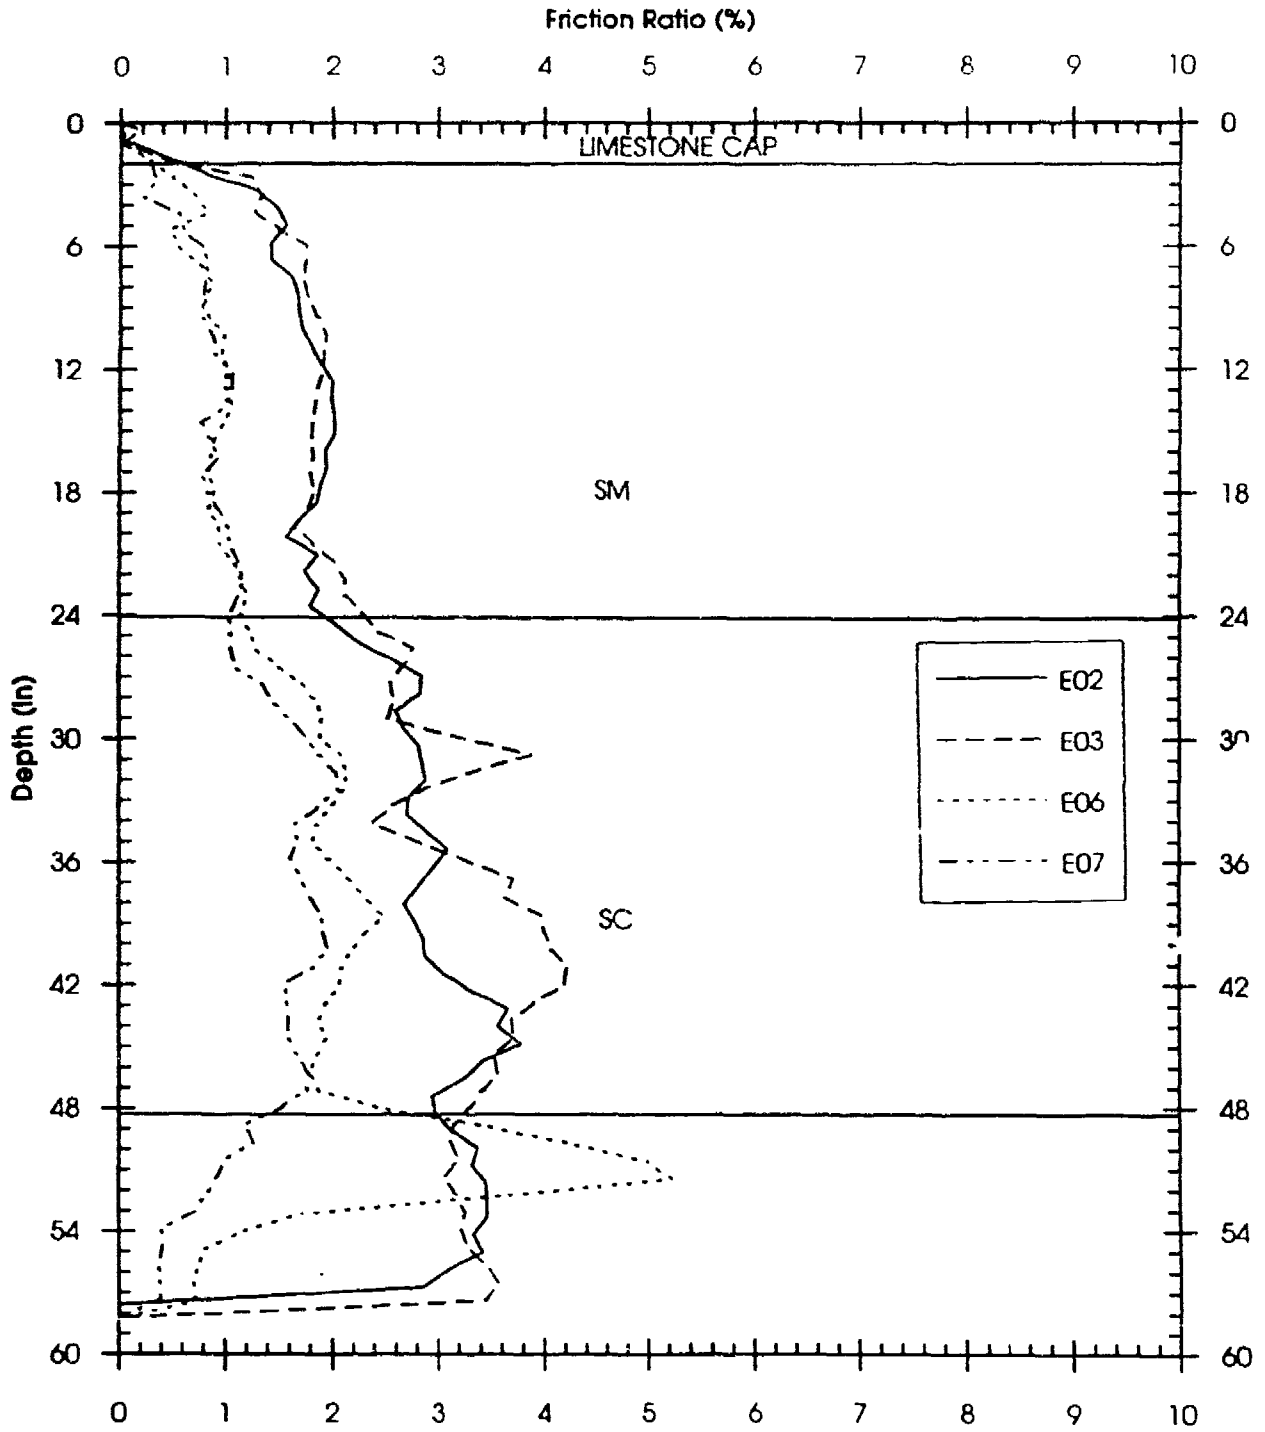 Friction Ratio (%)
0 1 2 3 4 5 6 7 8 9 10
0 0
LIMESTONE CAP
6 6
12 12
18 SM 18
24 24
E02
Depth (in)
30 E03 30
E06
36 E07 36
SC
42 42
48 48
54 54
60 60
0 1 2 3 4 5 6 7 8 9 10